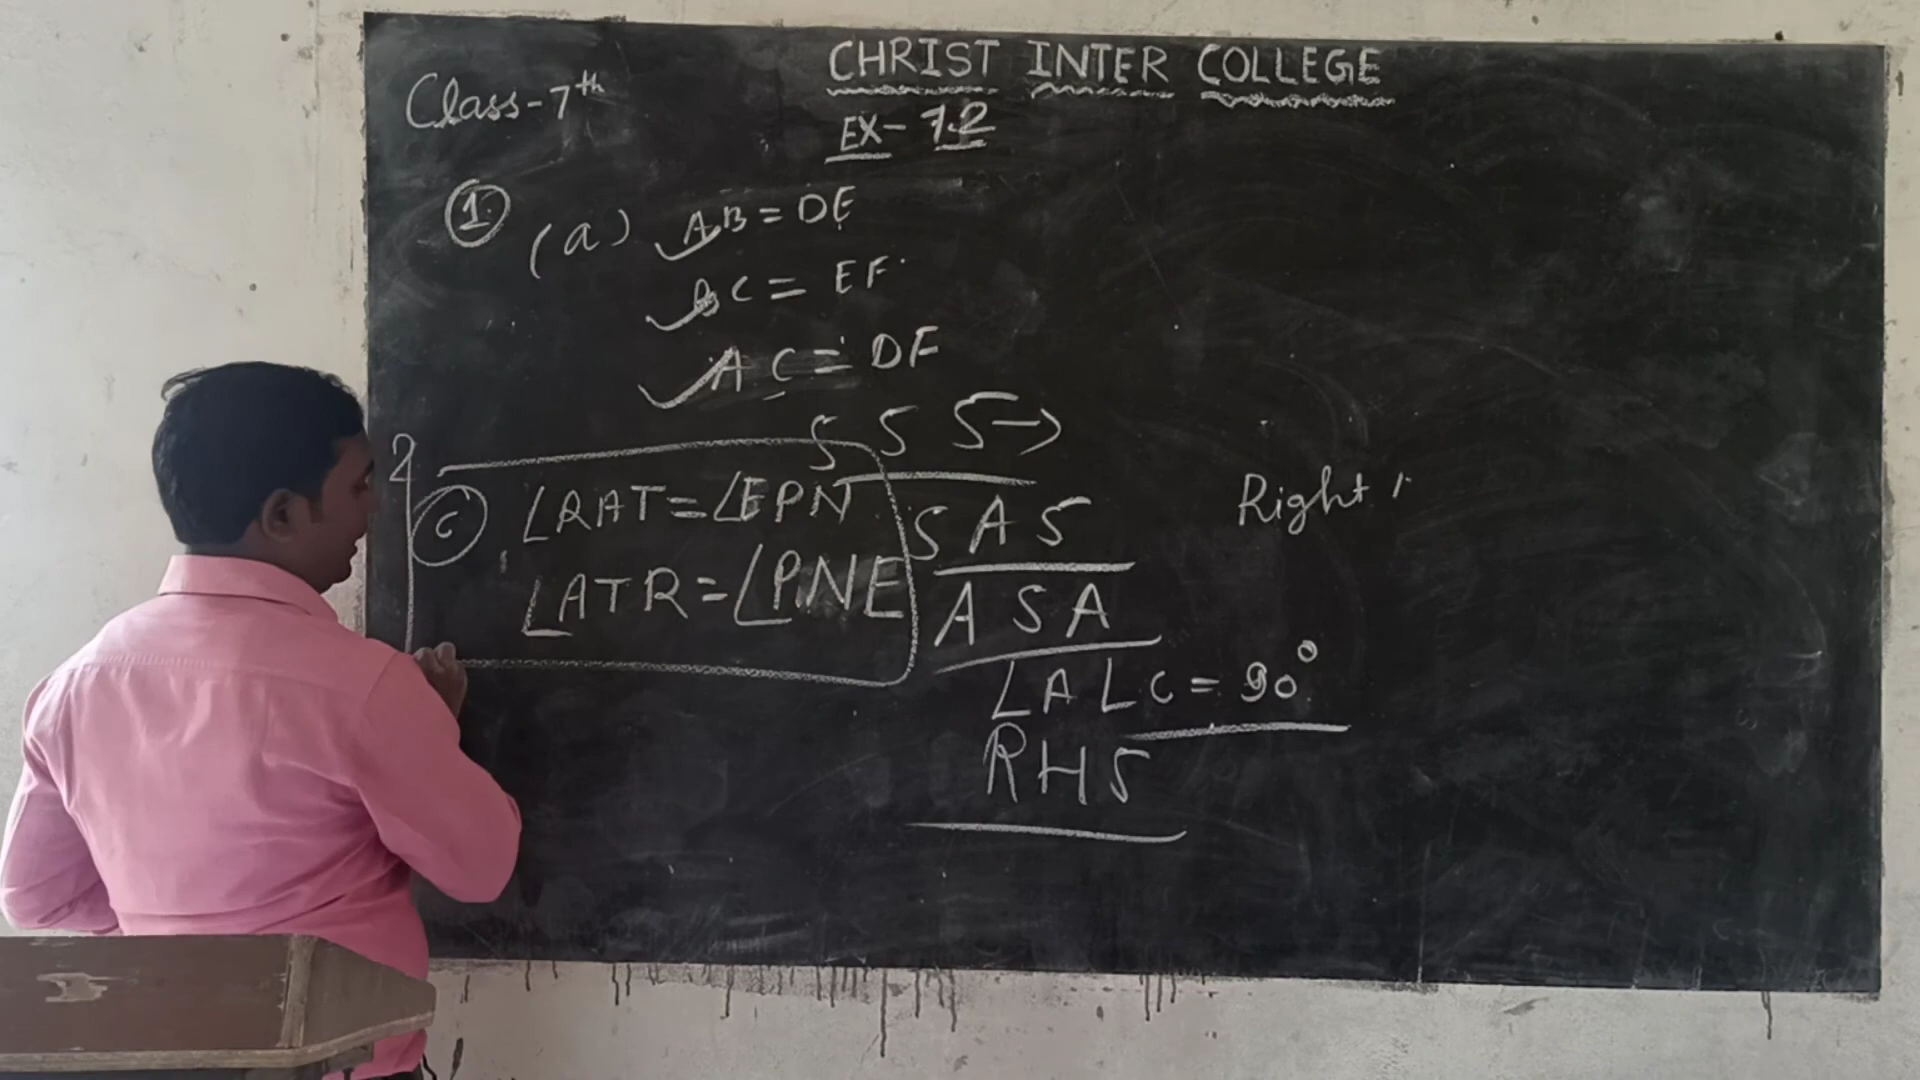 CHRIST INTER COLLEGE
Class-7th
EX- 7.2
1. (a) AB = DE
BC = EF
AC = DF
S S S →
2
c ∠RAT = ∠EPN
∠ATR = ∠PNE
S A S
A S A
∠A ∠C = 90°
RHS
Right